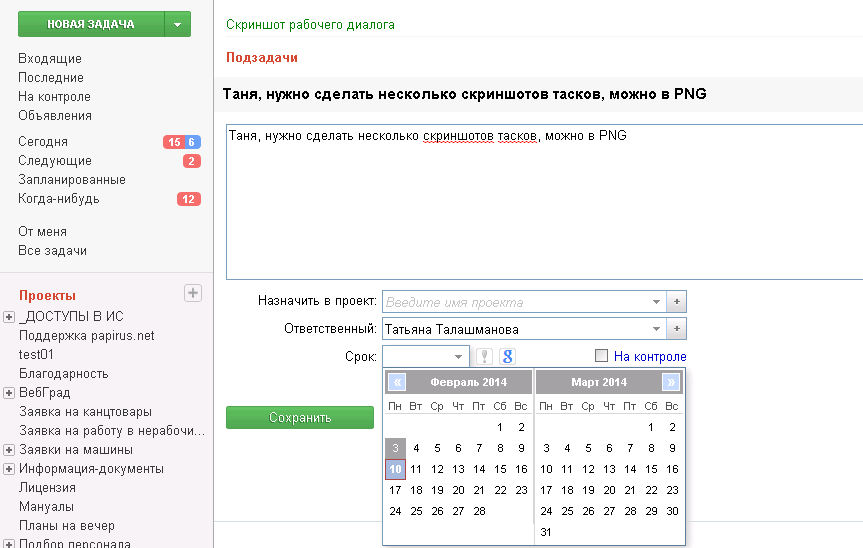 НОВАЯ ЗАДАЧА
Входящие
Последние
На контроле
Объявления
Сегодня 15 6
Следующие 2
Запланированные
Когда-нибудь 12
От меня
Все задачи
Проекты
_ДОСТУПЫ В ИС
Поддержка papirus.net
test01
Благодарность
ВебГрад
Заявка на канцтовары
Заявка на работу в нерабочи...
Заявки на машины
Информация-документы
Лицензия
Мануалы
Планы на вечер
Подбор персонала
Скриншот рабочего диалога
Подзадачи
Таня, нужно сделать несколько скриншотов тасков, можно в PNG
Таня, нужно сделать несколько скриншотов тасков, можно в PNG
Назначить в проект: Введите имя проекта +
Ответственный: Татьяна Талашманова +
Срок: g На контроле
Сохранить
« Февраль 2014
Пн Вт Ср Чт Пт Сб Вс
1 2
3 4 5 6 7 8 9
10 11 12 13 14 15 16
17 18 19 20 21 22 23
24 25 26 27 28
Март 2014 »
Пн Вт Ср Чт Пт Сб Вс
1 2
3 4 5 6 7 8 9
10 11 12 13 14 15 16
17 18 19 20 21 22 23
24 25 26 27 28 29 30
31